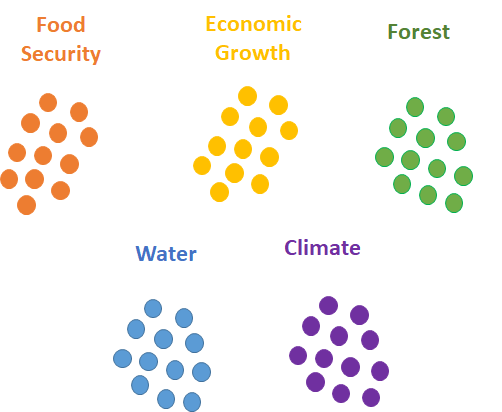 Food
Security
Economic
Growth
Forest
Water
Climate